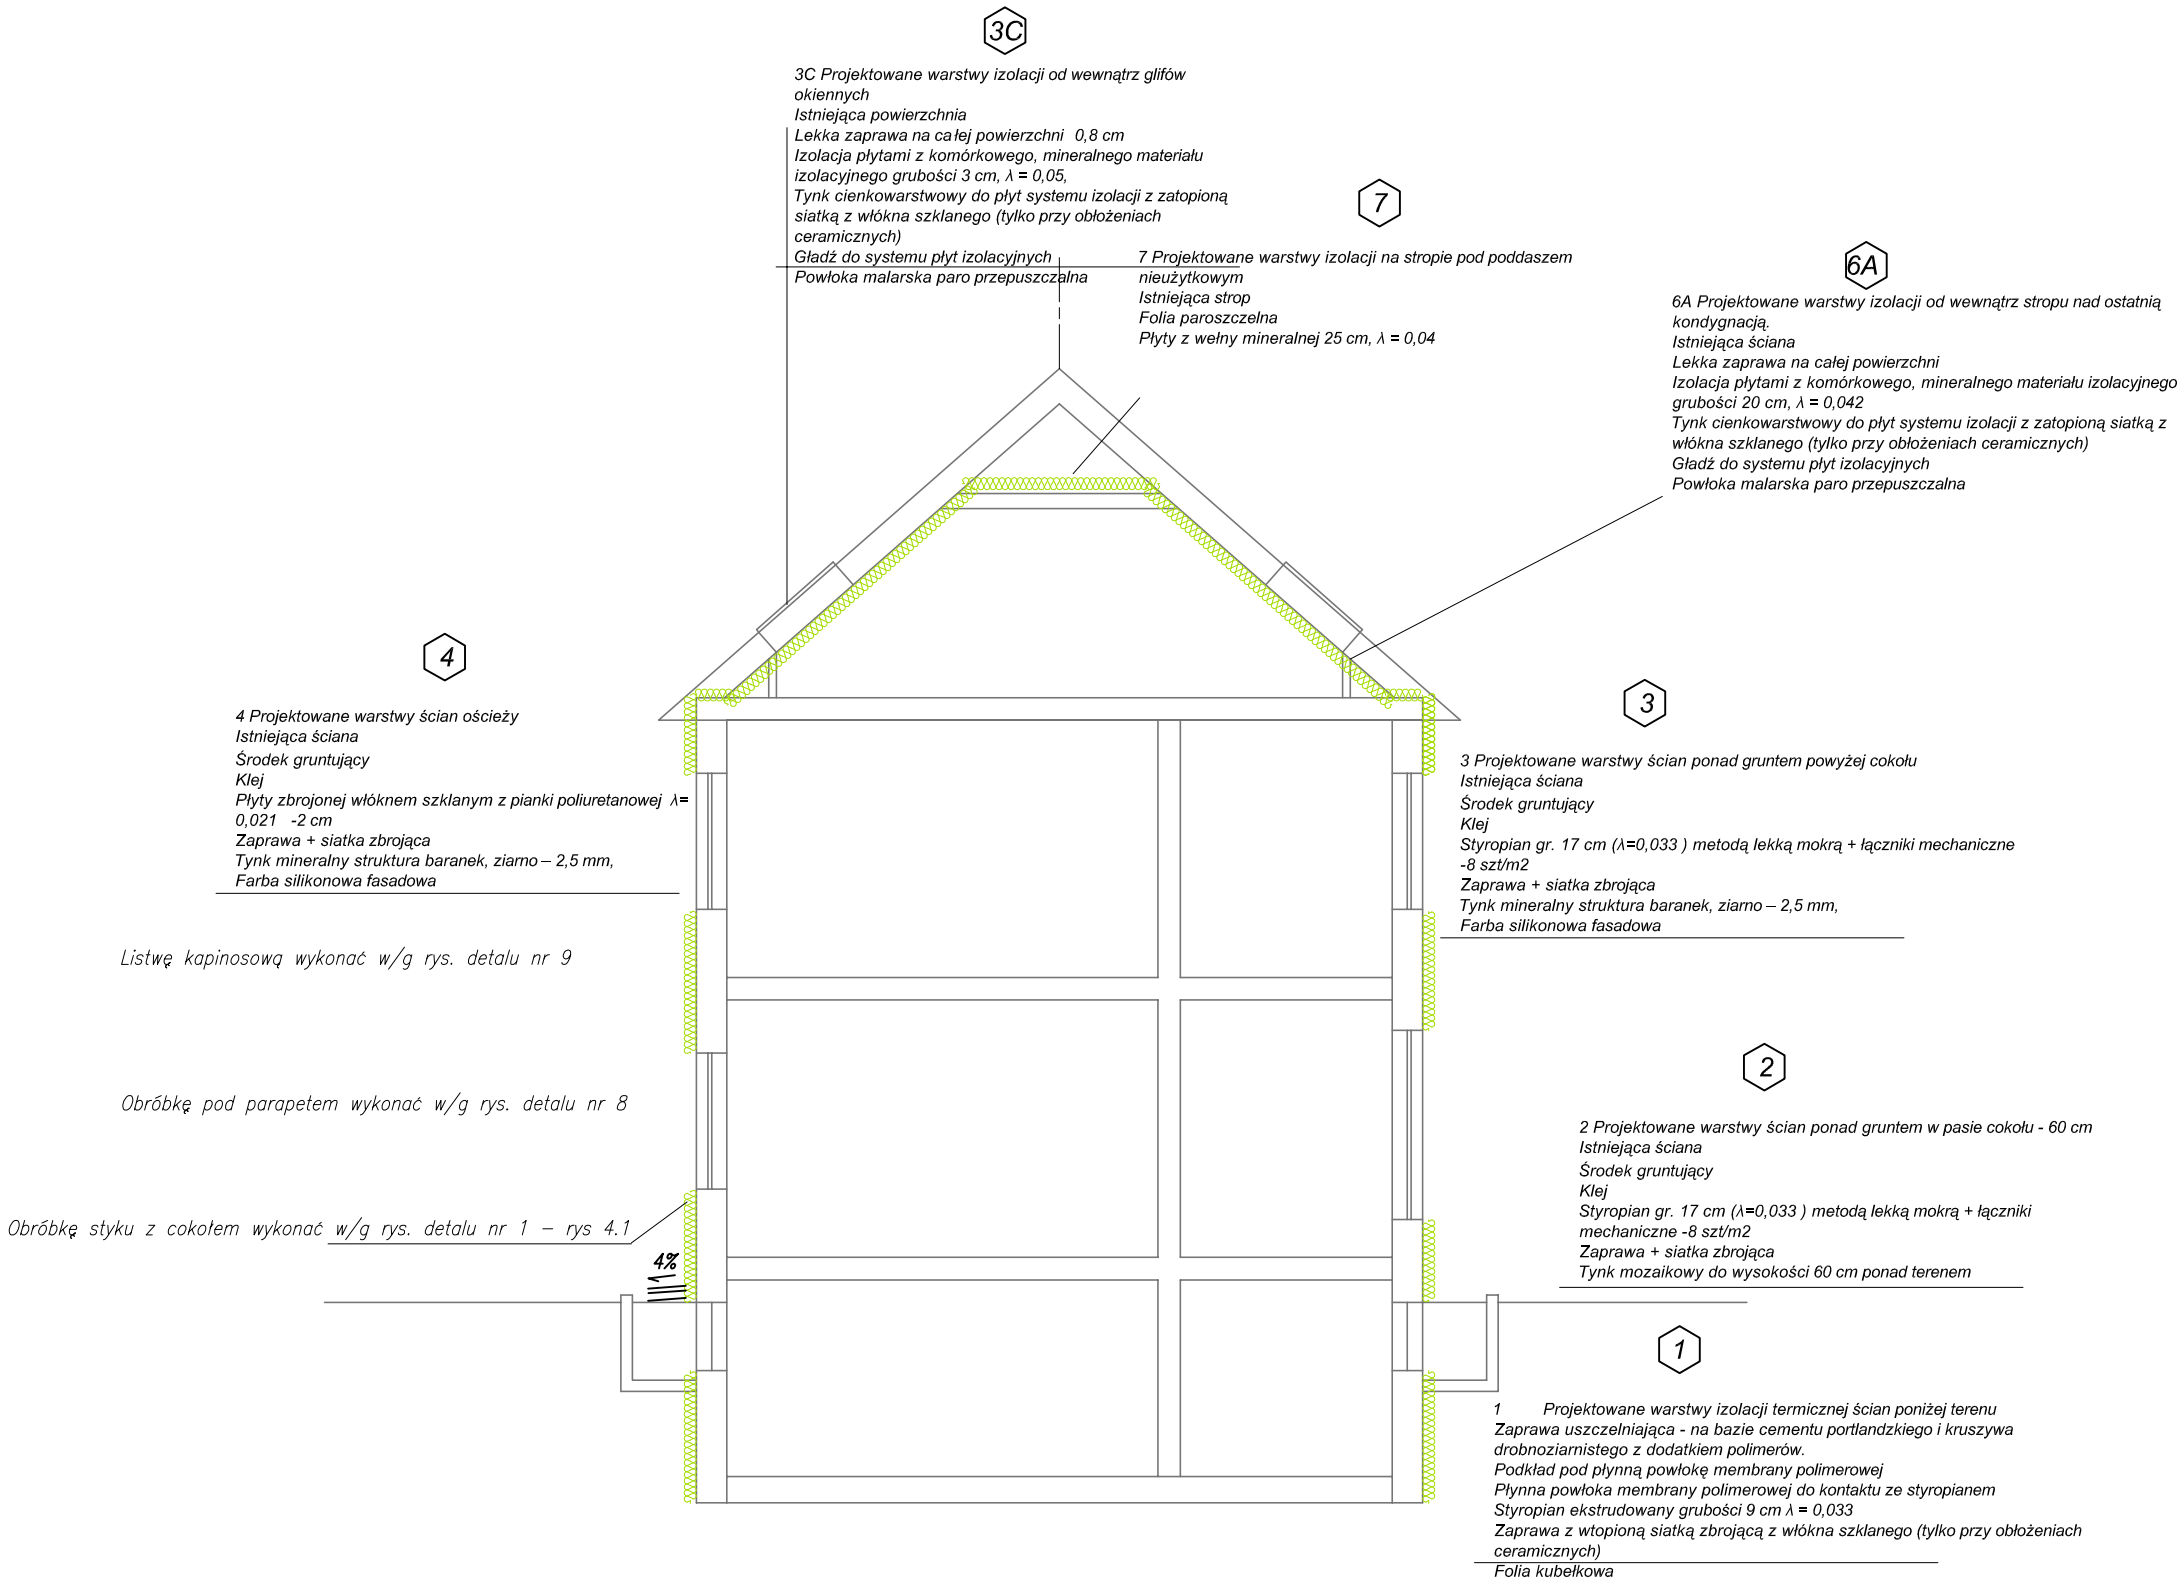 3C
3C Projektowane warstwy izolacji od wewnątrz glifów
okiennych
Istniejąca powierzchnia
Lekka zaprawa na całej powierzchni 0,8 cm
Izolacja płytami z komórkowego, mineralnego materiału
izolacyjnego grubości 3 cm, λ = 0,05,
Tynk cienkowarstwowy do płyt systemu izolacji z zatopioną
siatką z włókna szklanego (tylko przy obłożeniach
ceramicznych)
Gładź do systemu płyt izolacyjnych
Powłoka malarska paro przepuszczalna
7
7 Projektowane warstwy izolacji na stropie pod poddaszem
nieużytkowym
Istniejąca strop
Folia paroszczelna
Płyty z wełny mineralnej 25 cm, λ = 0,04
6A
6A Projektowane warstwy izolacji od wewnątrz stropu nad ostatnią
kondygnacją.
Istniejąca ściana
Lekka zaprawa na całej powierzchni
Izolacja płytami z komórkowego, mineralnego materiału izolacyjnego
grubości 20 cm, λ = 0,042
Tynk cienkowarstwowy do płyt systemu izolacji z zatopioną siatką z
włókna szklanego (tylko przy obłożeniach ceramicznych)
Gładź do systemu płyt izolacyjnych
Powłoka malarska paro przepuszczalna
4
4 Projektowane warstwy ścian ościeży
Istniejąca ściana
Środek gruntujący
Klej
Płyty zbrojonej włóknem szklanym z pianki poliuretanowej λ=
0,021 -2 cm
Zaprawa + siatka zbrojąca
Tynk mineralny struktura baranek, ziarno – 2,5 mm,
Farba silikonowa fasadowa
3
3 Projektowane warstwy ścian ponad gruntem powyżej cokołu
Istniejąca ściana
Środek gruntujący
Klej
Styropian gr. 17 cm (λ=0,033 ) metodą lekką mokrą + łączniki mechaniczne
-8 szt/m2
Zaprawa + siatka zbrojąca
Tynk mineralny struktura baranek, ziarno – 2,5 mm,
Farba silikonowa fasadowa
Listwę kapinosową wykonać w/g rys. detalu nr 9
Obróbkę pod parapetem wykonać w/g rys. detalu nr 8
Obróbkę styku z cokołem wykonać w/g rys. detalu nr 1 – rys 4.1
4%
2
2 Projektowane warstwy ścian ponad gruntem w pasie cokołu - 60 cm
Istniejąca ściana
Środek gruntujący
Klej
Styropian gr. 17 cm (λ=0,033 ) metodą lekką mokrą + łączniki
mechaniczne -8 szt/m2
Zaprawa + siatka zbrojąca
Tynk mozaikowy do wysokości 60 cm ponad terenem
1
1 Projektowane warstwy izolacji termicznej ścian poniżej terenu
Zaprawa uszczelniająca - na bazie cementu portlandzkiego i kruszywa
drobnoziarnistego z dodatkiem polimerów.
Podkład pod płynną powłokę membrany polimerowej
Płynna powłoka membrany polimerowej do kontaktu ze styropianem
Styropian ekstrudowany grubości 9 cm λ = 0,033
Zaprawa z wtopioną siatką zbrojącą z włókna szklanego (tylko przy obłożeniach
ceramicznych)
Folia kubełkowa